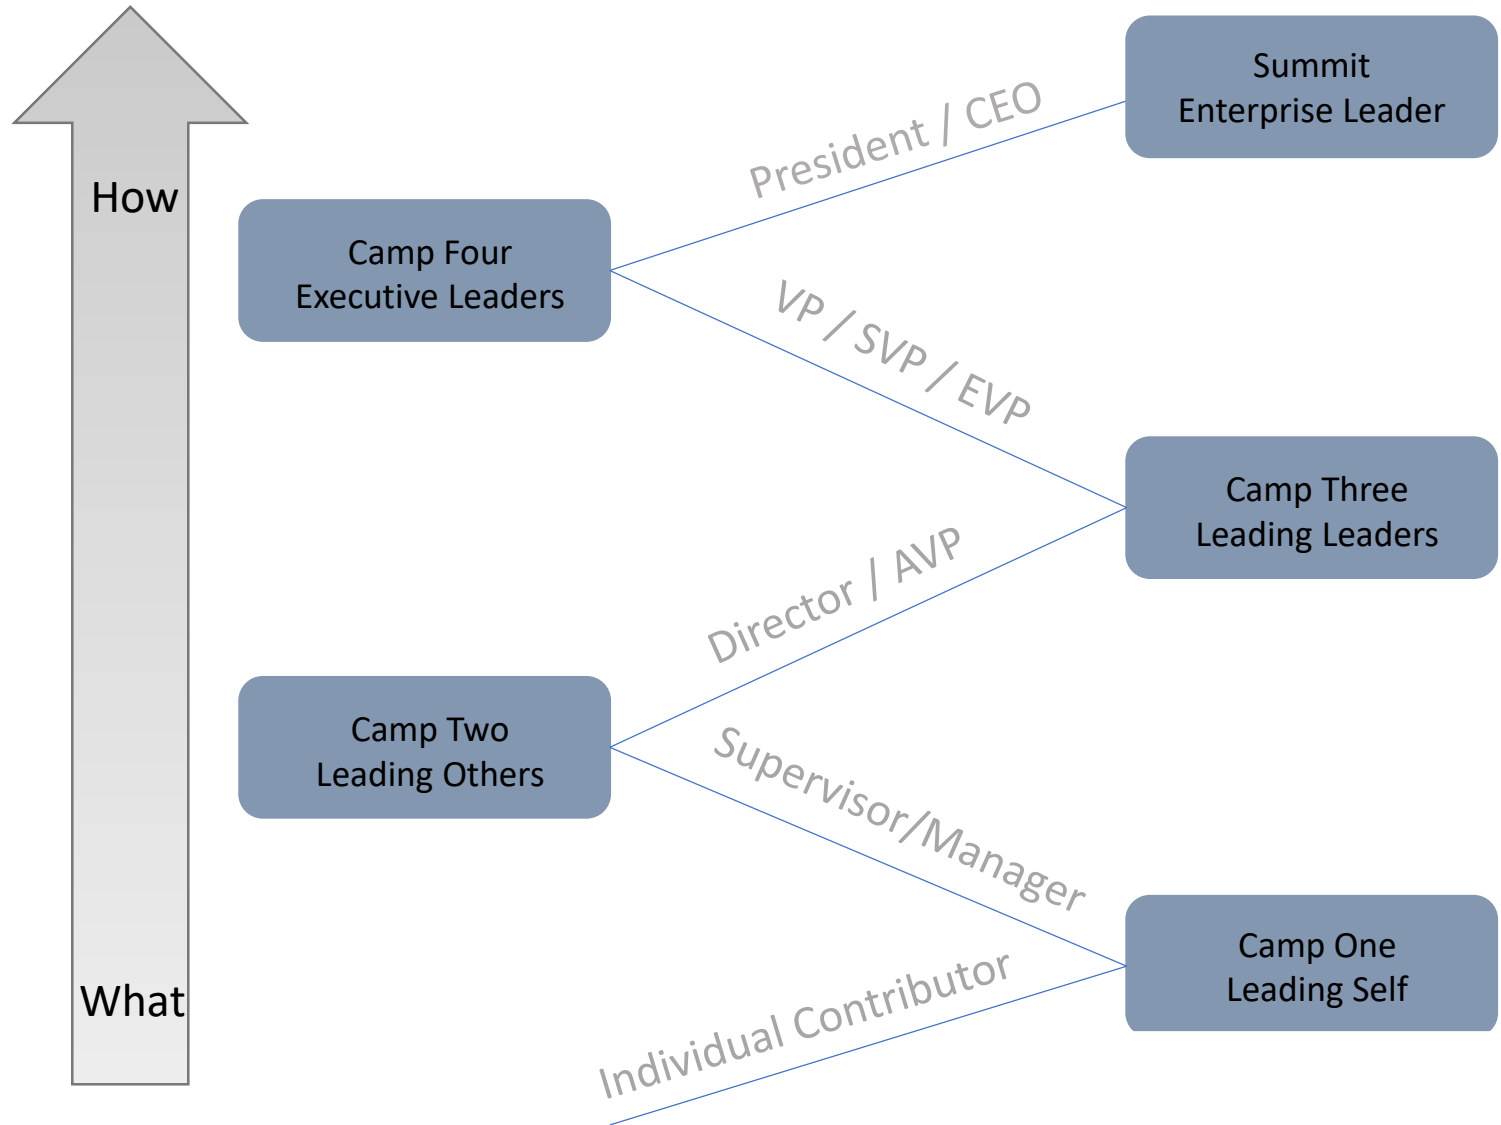 Summit
Enterprise Leader
President / CEO
How
Camp Four
Executive Leaders
VP / SVP / EVP
Camp Three
Leading Leaders
Director / AVP
Camp Two
Leading Others
Supervisor/Manager
Camp One
Leading Self
What
Individual Contributor